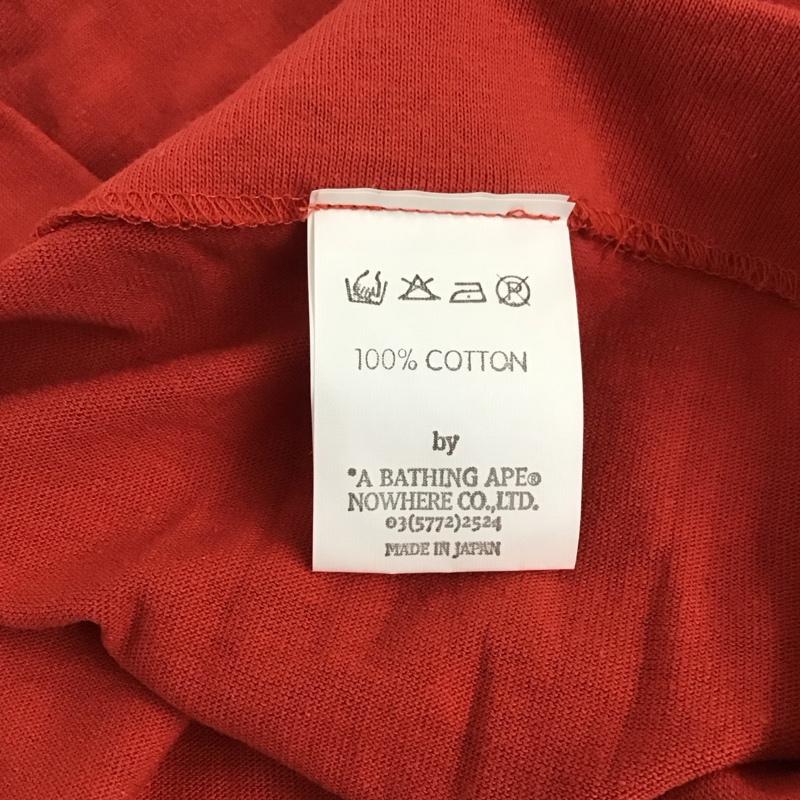 100% COTTON
by
*A BATHING APE®
NOWHERE CO.,LTD.
03(5772)2524
MADE IN JAPAN